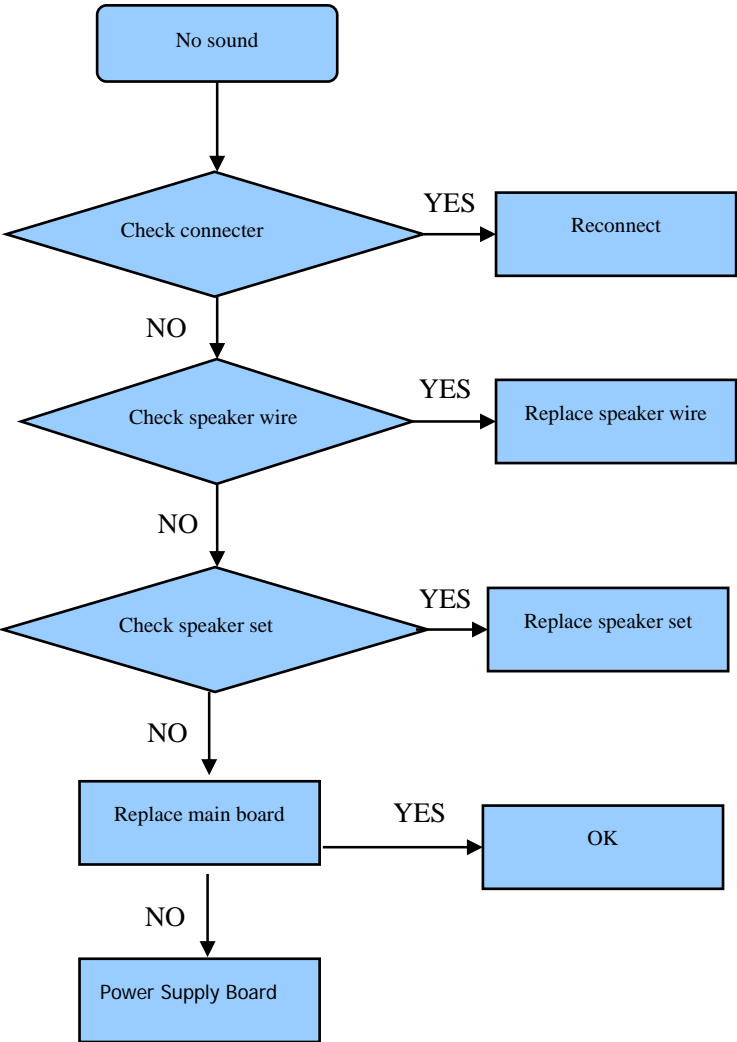 No sound
Check connecter
YES
Reconnect
NO
Check speaker wire
YES
Replace speaker wire
NO
Check speaker set
YES
Replace speaker set
NO
Replace main board
YES
OK
NO
Power Supply Board